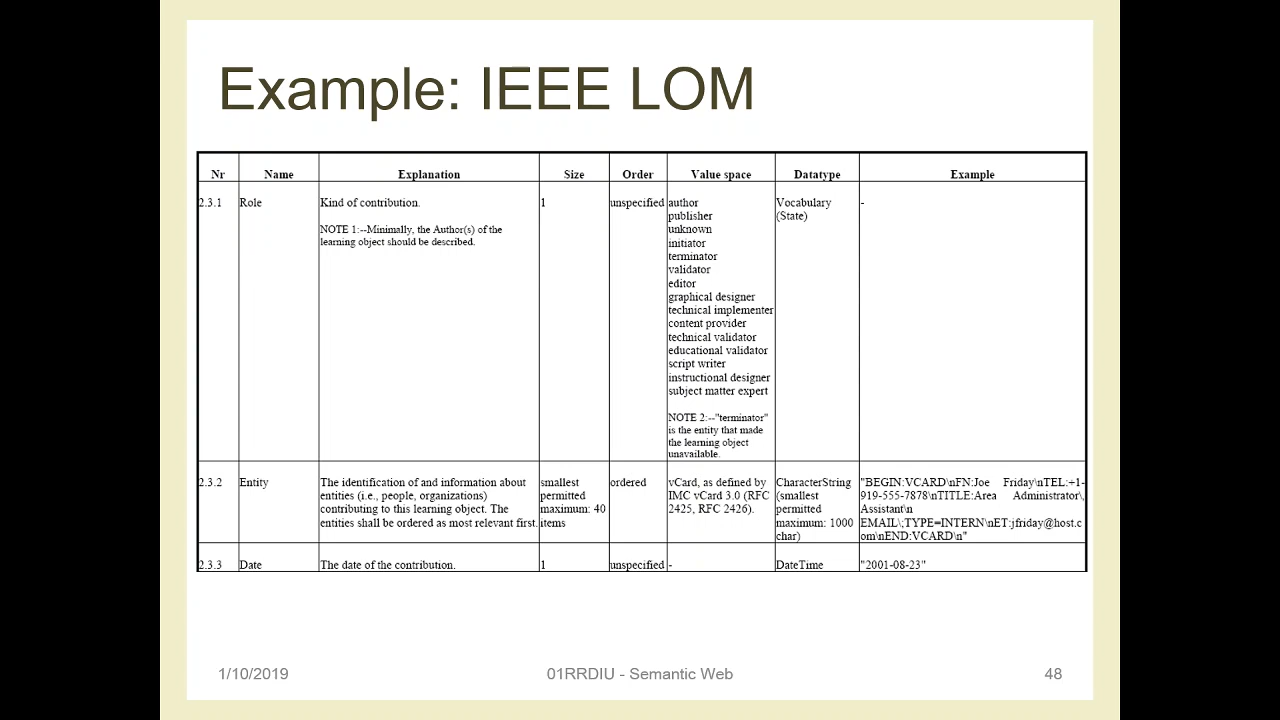 Example: IEEE LOM
Nr Name Explanation Size Order Value space Datatype Example
2.3.1 Role Kind of contribution. 1 unspecified author Vocabulary -
publisher (State)
NOTE 1:--Minimally, the Author(s) of the unknown
learning object should be described. initiator
terminator
validator
editor
graphical designer
technical implementer
content provider
technical validator
educational validator
script writer
instructional designer
subject matter expert
NOTE 2:--"terminator"
is the entity that made
the learning object
unavailable.
2.3.2 Entity The identification of and information about smallest ordered vCard, as defined by CharacterString "BEGIN:VCARD\nFN:Joe Friday\nTEL:+1-
entities (i.e., people, organizations) permitted IMC vCard 3.0 (RFC (smallest 919-555-7878\nTITLE:Area Administrator\,
contributing to this learning object. The maximum: 40 2425, RFC 2426). permitted Assistant\n
entities shall be ordered as most relevant first. items maximum: 1000 EMAIL\;TYPE=INTERN\nET:jfriday@host.c
char) om\nEND:VCARD\n"
2.3.3 Date The date of the contribution. 1 unspecified - DateTime "2001-08-23"
1/10/2019 01RRDIU - Semantic Web 48